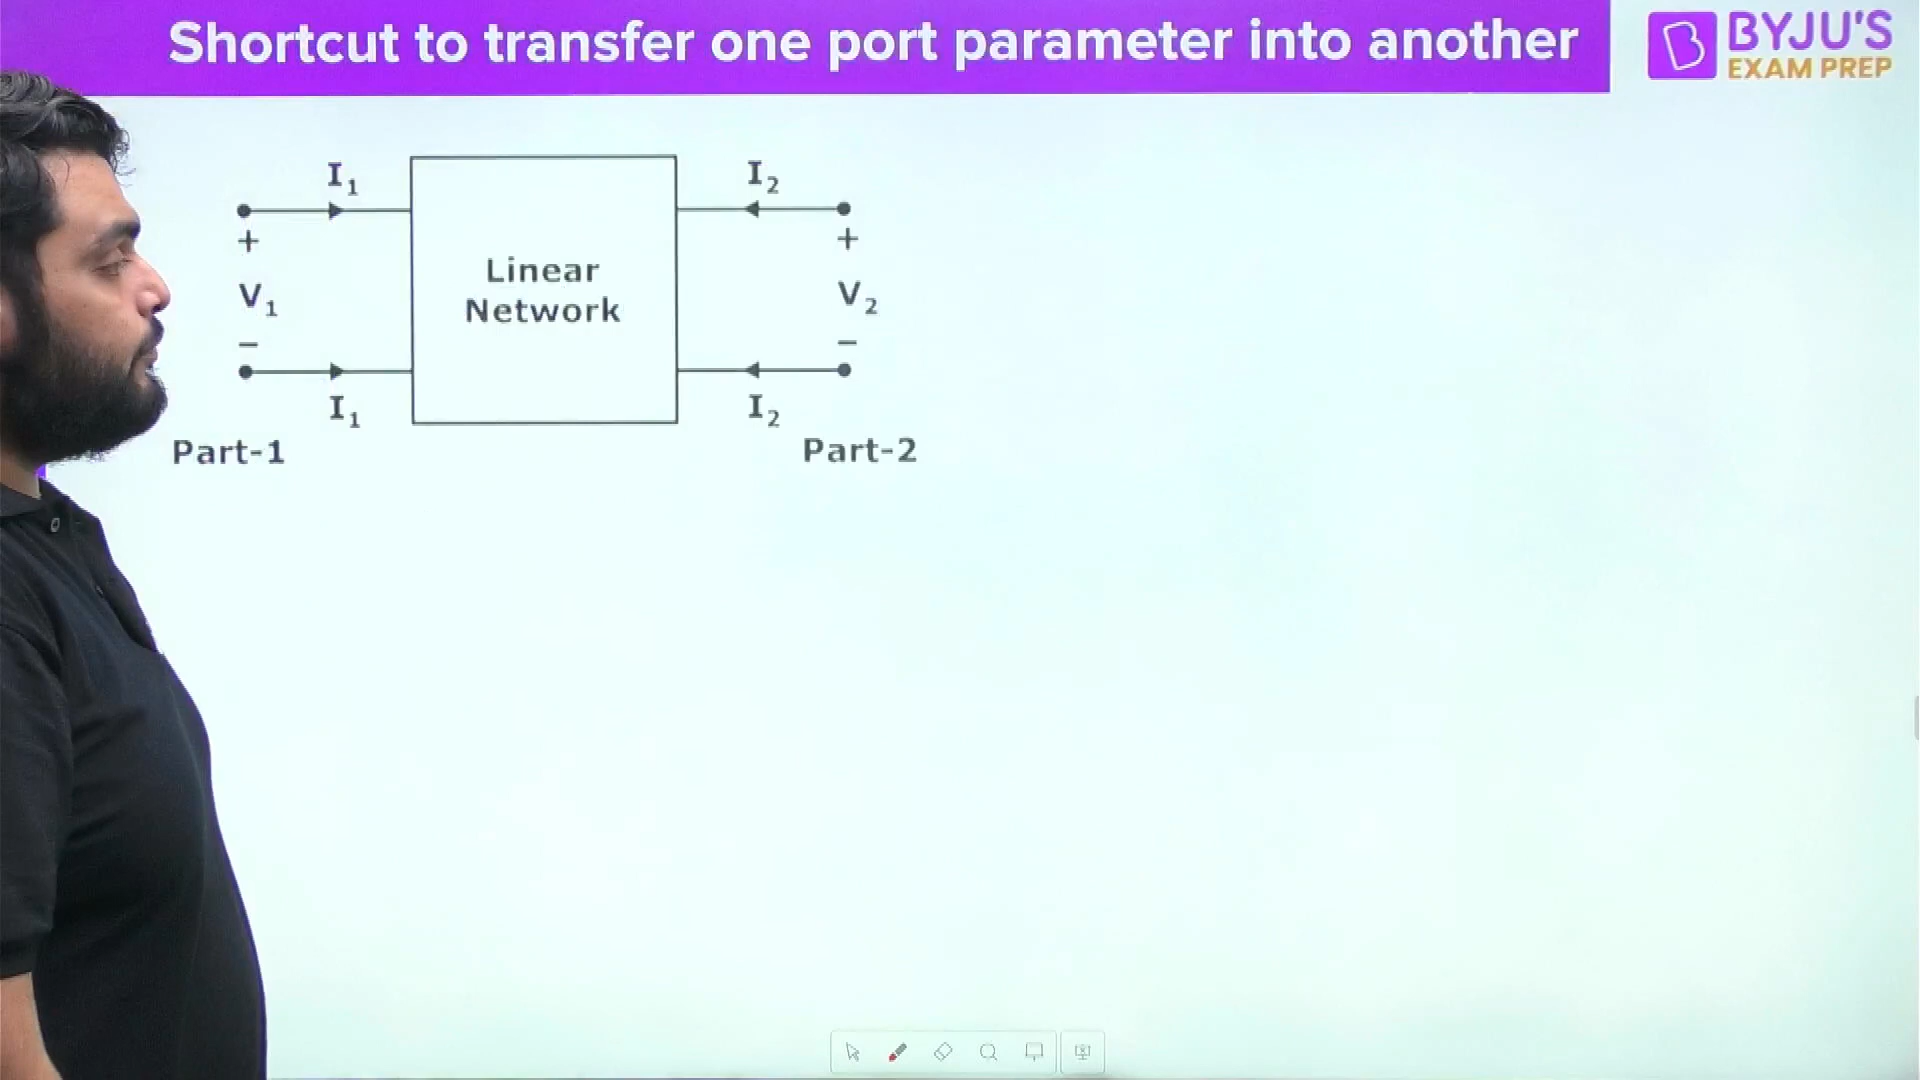 Shortcut to transfer one port parameter into another
BYJU'S
EXAM PREP
I1
I2
+
+
Linear
Network
V1
V2
−
−
I1
I2
Part-1
Part-2